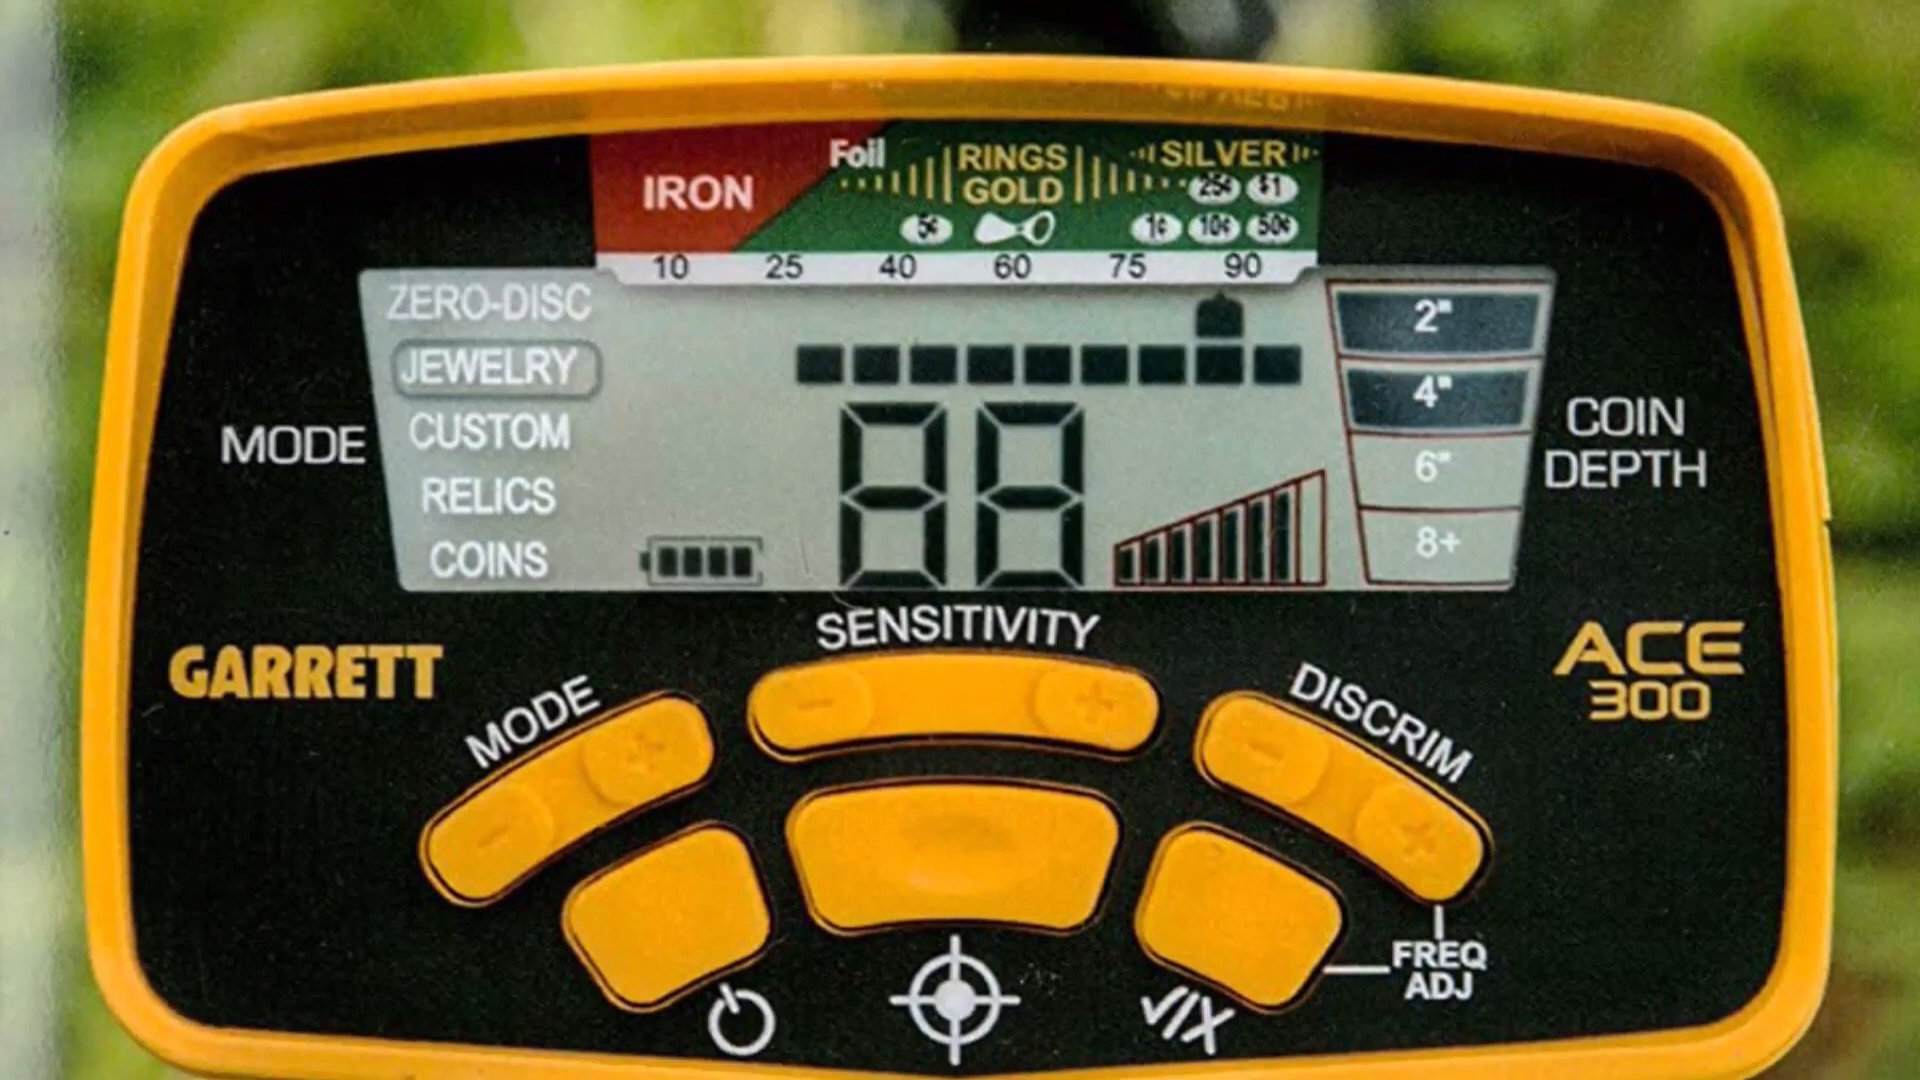 Foil
RINGS
SILVER
IRON
GOLD
25¢ $1
5¢
1¢ 10¢ 50¢
10 25 40 60 75 90
ZERO-DISC
JEWELRY
CUSTOM
RELICS
COINS
MODE
88
2"
4"
6"
8+
COIN
DEPTH
GARRETT
ACE
300
MODE
- +
SENSITIVITY
- +
DISCRIM
- +
FREQ
ADJ
√/X